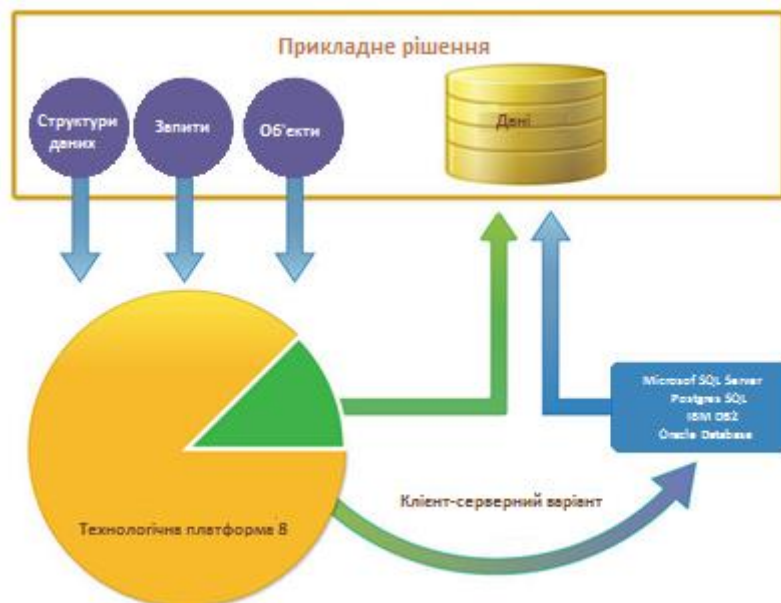 Прикладне рішення
Структури
даних
Запити
Об'екти
Дані
Microsof SQL Server
Postgres SQL
IBM DB2
Oracle Database
Клієнт-серверний варіант
Технологічна платформа 8